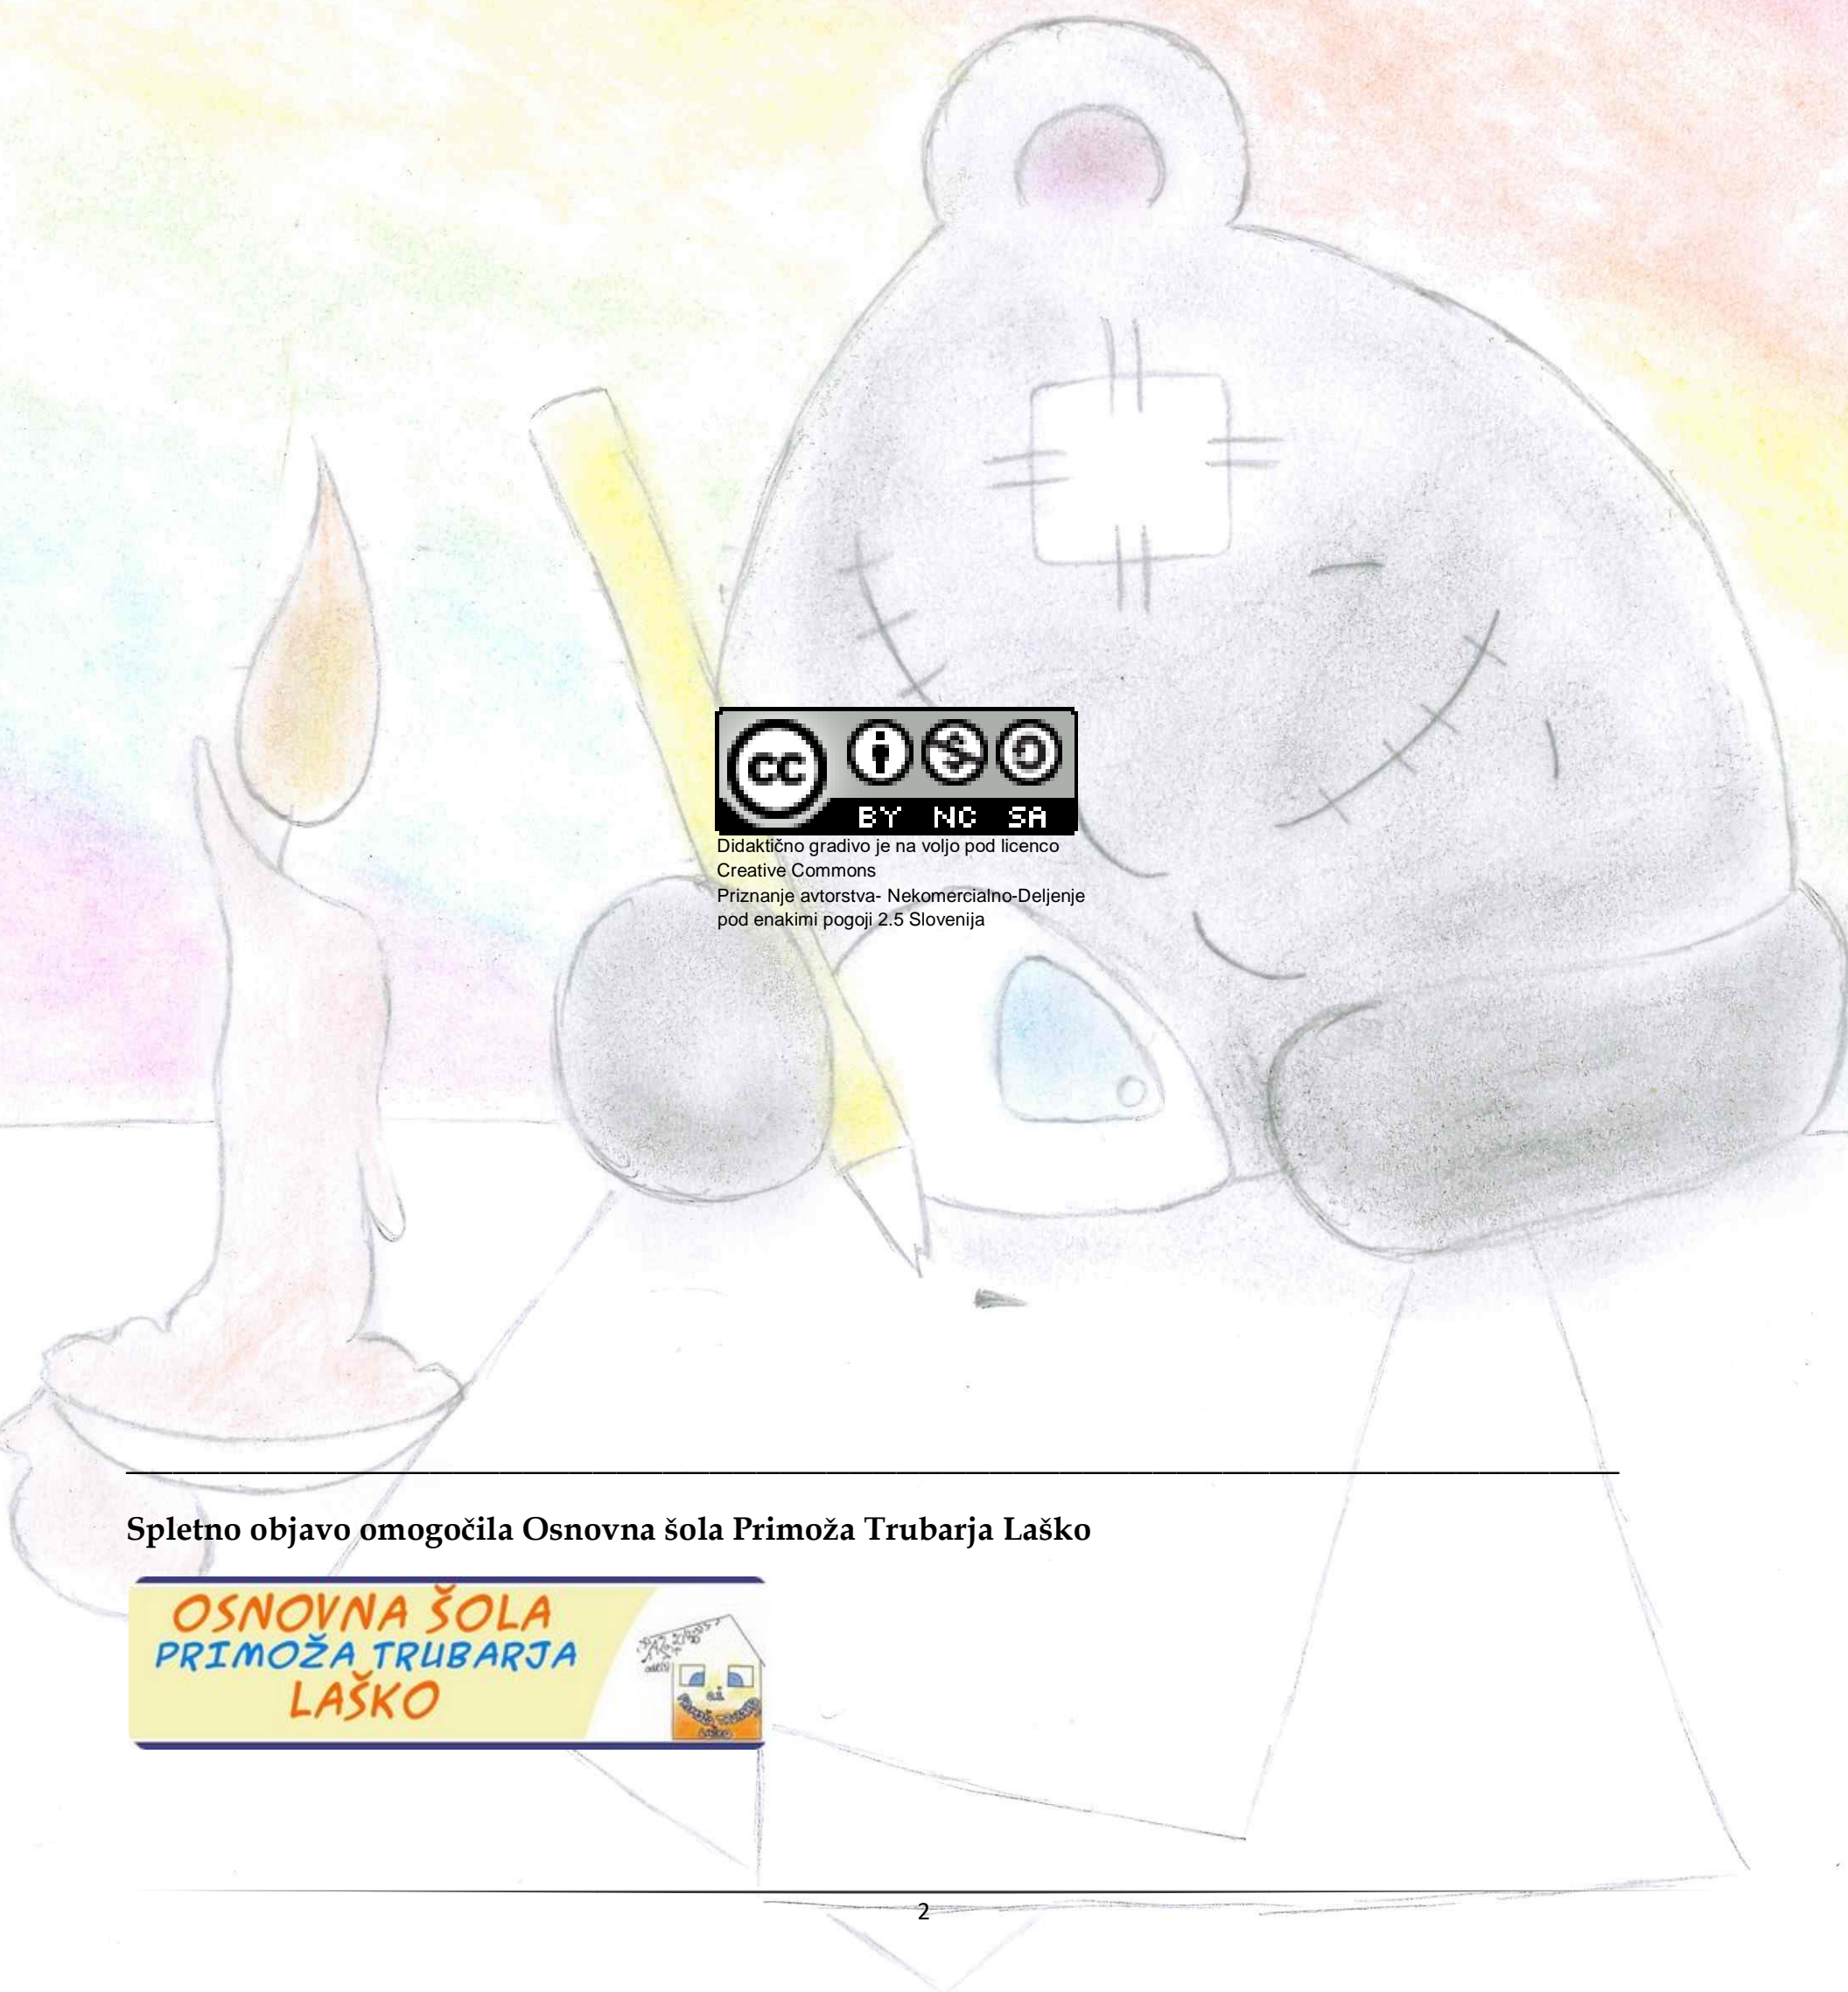 cc
BY NC SA
Didaktično gradivo je na voljo pod licenco
Creative Commons
Priznanje avtorstva- Nekomercialno-Deljenje
pod enakimi pogoji 2.5 Slovenija
Spletno objavo omogočila Osnovna šola Primoža Trubarja Laško
OSNOVNA ŠOLA
PRIMOŽA TRUBARJA
LAŠKO
2